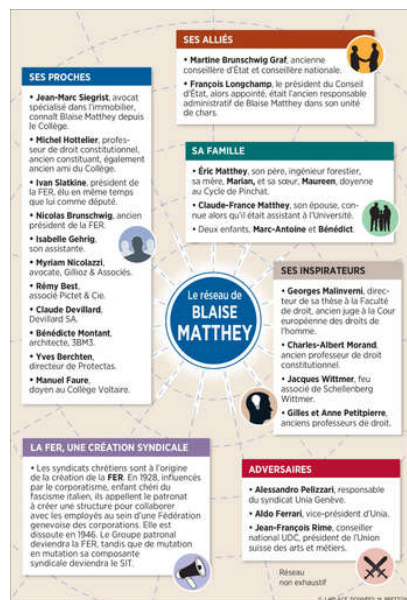 SES ALLIÉS
• Martine Brunschwig Graf, ancienne
conseillère d'État et conseillère nationale.
• François Longchamp, le président du Conseil
d'État, alors appointé, était l'ancien responsable
administratif de Blaise Matthey dans son unité
de chars.
SES PROCHES
• Jean-Marc Siegrist, avocat
spécialisé dans l'immobilier,
connaît Blaise Matthey depuis
le Collège.
• Michel Hottelier, profes-
seur de droit constitutionnel,
ancien constituant, également
ancien ami du Collège.
• Ivan Slatkine, président de
la FER, élu en même temps
que lui comme député.
• Nicolas Brunschwig, ancien
président de la FER.
• Isabelle Gehrig,
son assistante.
• Myriam Nicolazzi,
avocate, Gillioz & Associés.
• Rémy Best,
associé Pictet & Cie.
• Claude Devillard,
Devillard SA.
• Bénédicte Montant,
architecte, 3BM3.
• Yves Berchten,
directeur de Protectas.
• Manuel Faure,
doyen au Collège Voltaire.
SA FAMILLE
• Éric Matthey, son père, ingénieur forestier,
sa mère, Marian, et sa sœur, Maureen, doyenne
au Cycle de Pinchat.
• Claude-France Matthey, son épouse, con-
nue alors qu'il était assistant à l'Université.
• Deux enfants, Marc-Antoine et Bénédict.
Le réseau de
BLAISE
MATTHEY
SES INSPIRATEURS
• Georges Malinverni, direc-
teur de sa thèse à la Faculté
de droit, ancien juge à la Cour
européenne des droits de
l'homme.
• Charles-Albert Morand,
ancien professeur de droit
constitutionnel.
• Jacques Wittmer, feu
associé de Schellenberg
Wittmer.
• Gilles et Anne Petitpierre,
anciens professeurs de droit.
LA FER, UNE CRÉATION SYNDICALE
• Les syndicats chrétiens sont à l'origine
de la création de la FER. En 1928, influencés
par le corporatisme, enfant chéri du
fascisme italien, ils appellent le patronat
à créer une structure pour collaborer
avec les employés au sein d'une Fédération
genevoise des corporations. Elle est
dissoute en 1946. Le Groupe patronal
deviendra la FER, tandis que de mutation
en mutation sa composante
syndicale deviendra le SIT.
ADVERSAIRES
• Alessandro Pelizzari, responsable
du syndicat Unia Genève.
• Aldo Ferrari, vice-président d'Unia.
• Jean-François Rime, conseiller
national UDC, président de l'Union
suisse des arts et métiers.
Réseau
non exhaustif